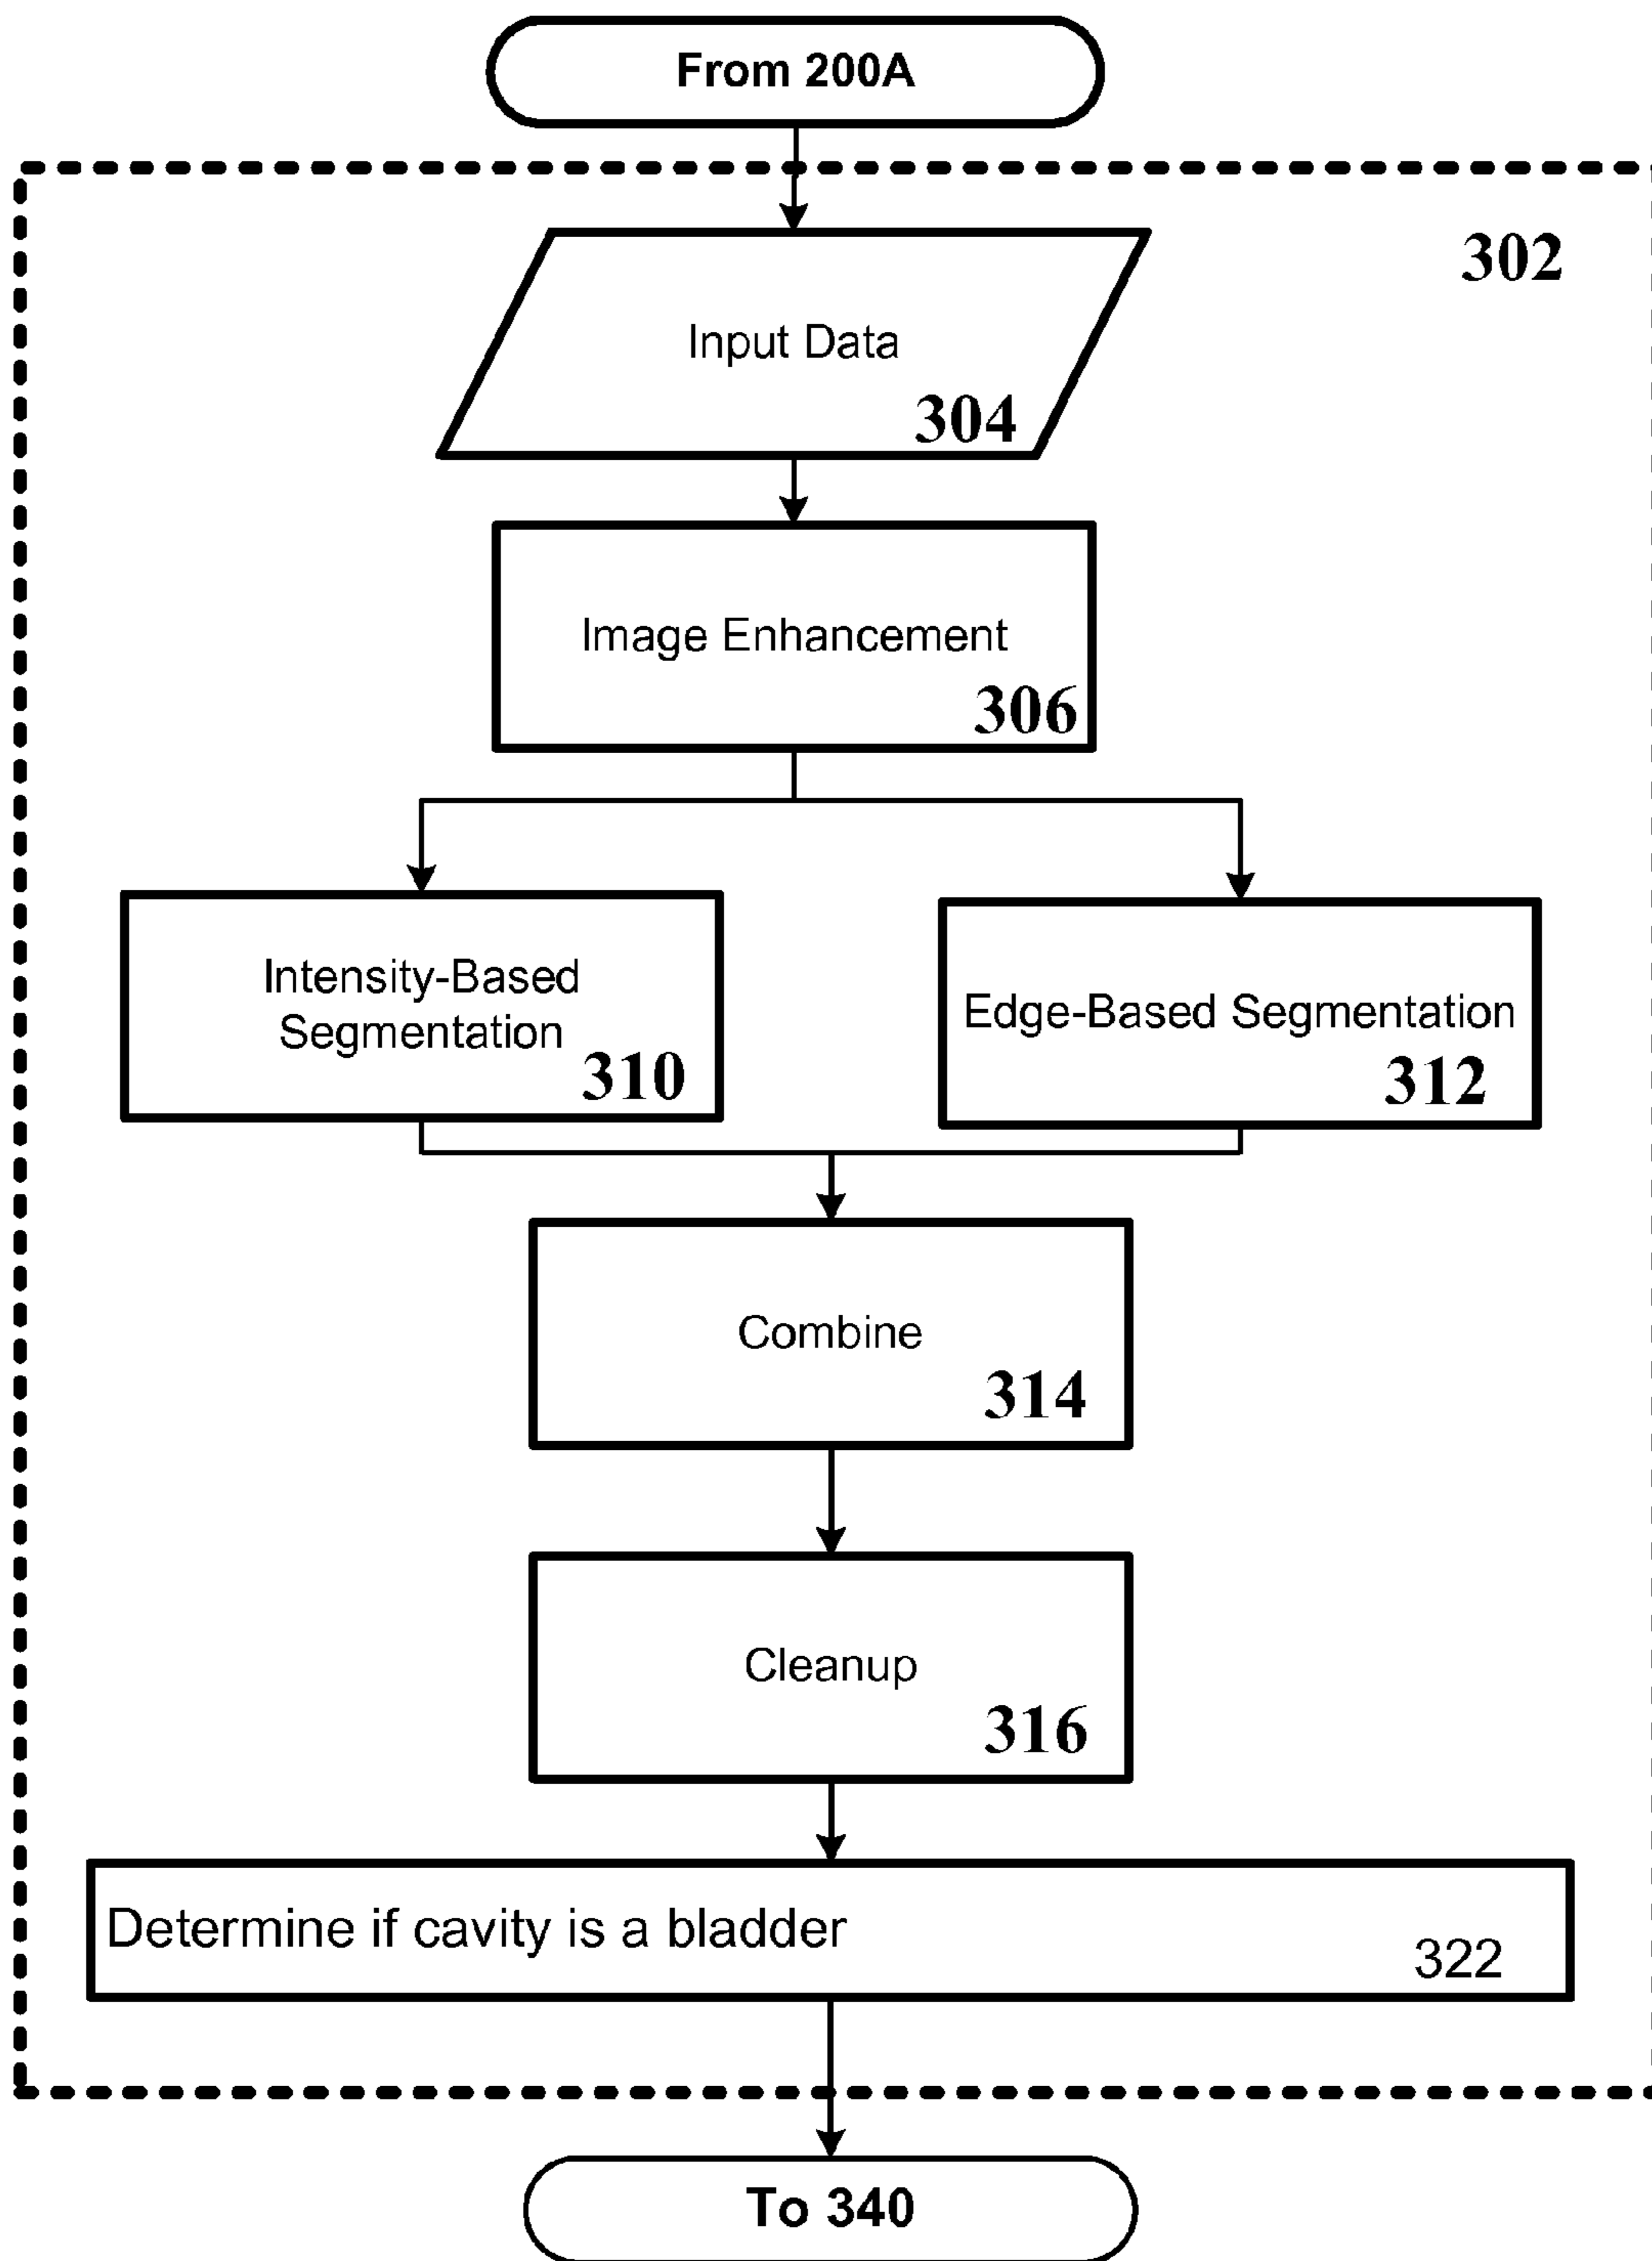 From 200A
302
Input Data
304
Image Enhancement
306
Intensity-Based
Segmentation
310
Edge-Based Segmentation
312
Combine
314
Cleanup
316
Determine if cavity is a bladder
322
To 340